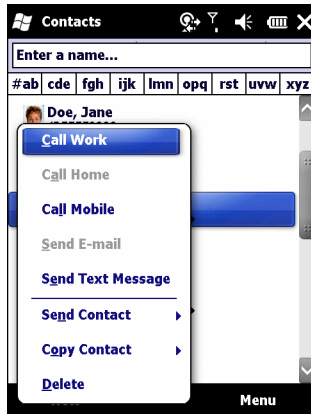 Contacts
Enter a name...
#ab cde fgh ijk lmn opq rst uvw xyz
Doe, Jane
Call Work
Call Home
Call Mobile
Send E-mail
Send Text Message
Send Contact
Copy Contact
Delete
Menu